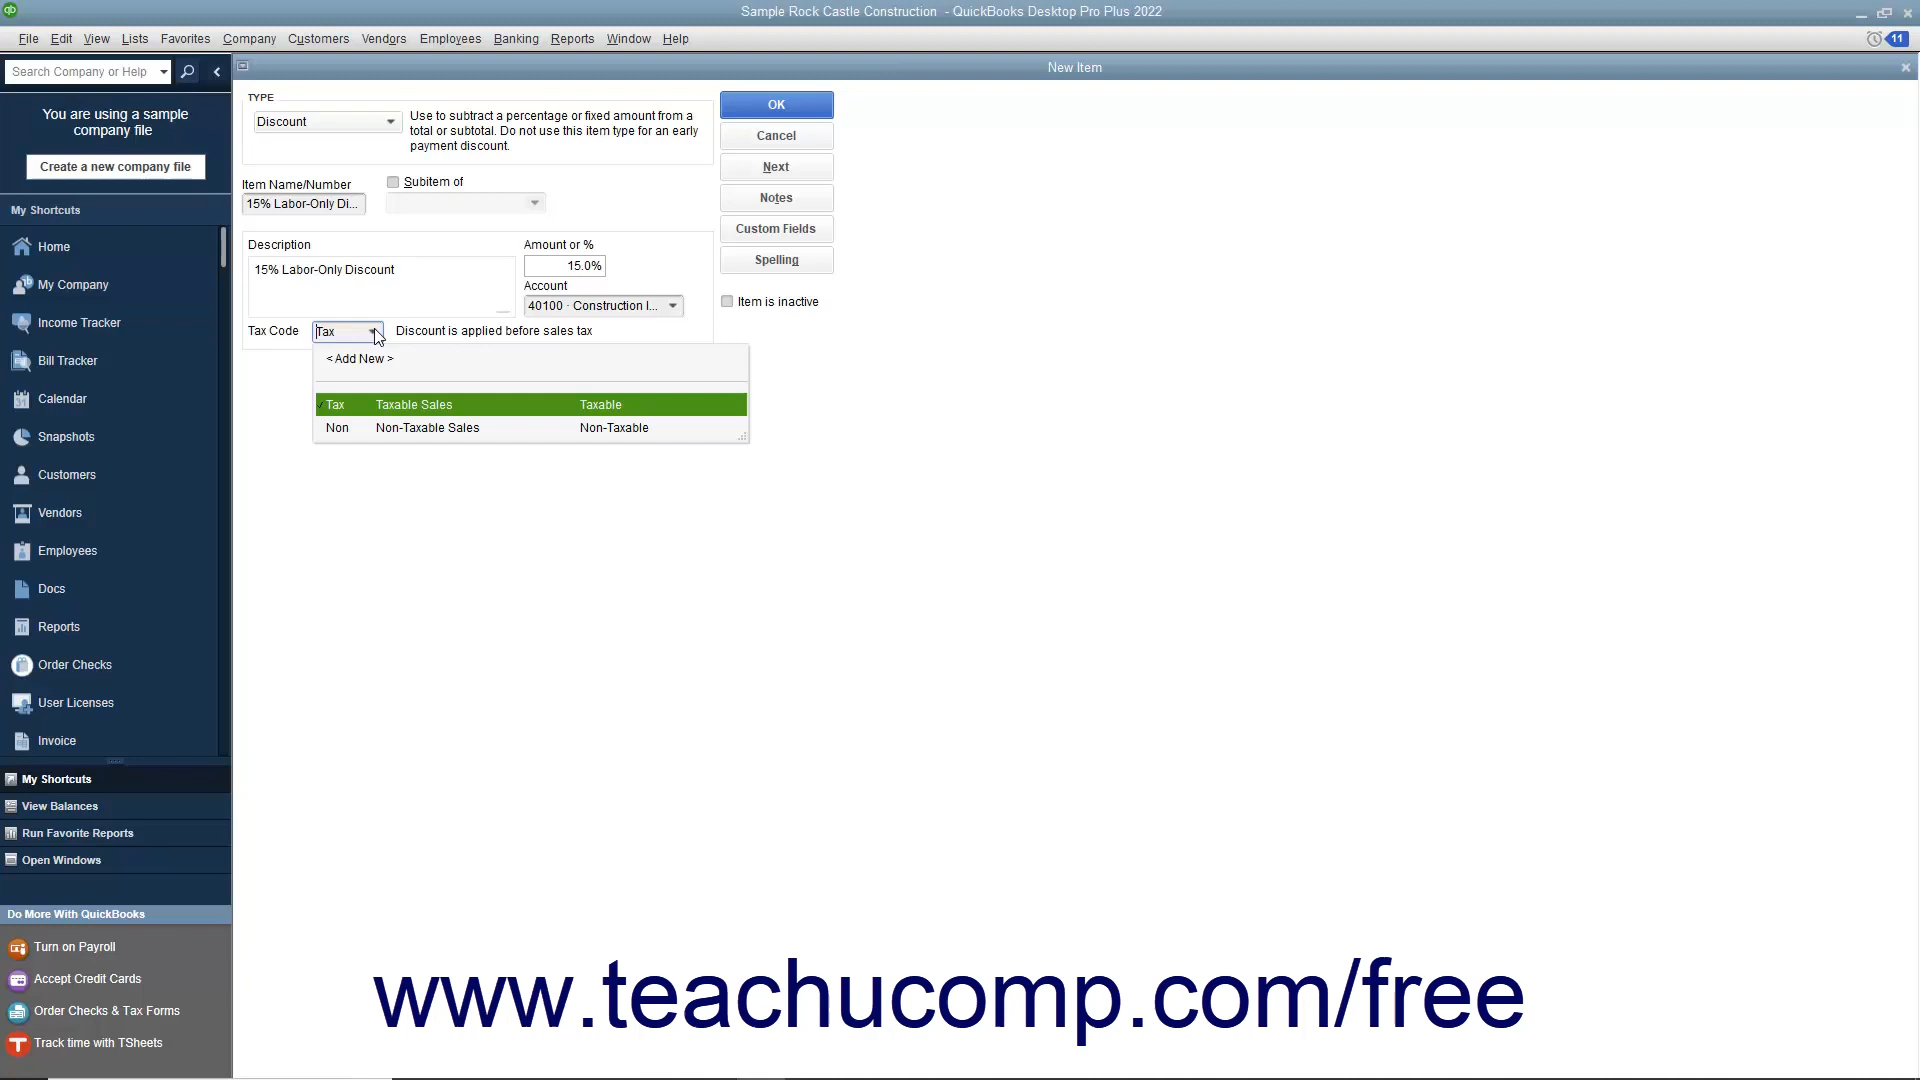 Sample Rock Castle Construction - QuickBooks Desktop Pro Plus 2022
File Edit View Lists Favorites Company Customers Vendors Employees Banking Reports Window Help
11
Search Company or Help
New Item
You are using a sample
company file
Create a new company file
My Shortcuts
Home
My Company
Income Tracker
Bill Tracker
Calendar
Snapshots
Customers
Vendors
Employees
Docs
Reports
Order Checks
User Licenses
Invoice
My Shortcuts
View Balances
Run Favorite Reports
Open Windows
Do More With QuickBooks
Turn on Payroll
Accept Credit Cards
Order Checks & Tax Forms
Track time with TSheets
TYPE
Discount
Use to subtract a percentage or fixed amount from a
total or subtotal. Do not use this item type for an early
payment discount.
Item Name/Number
Subitem of
15% Labor-Only Di...
Description
Amount or %
15% Labor-Only Discount
15.0%
Account
40100 · Construction I...
Tax Code
Tax
Discount is applied before sales tax
< Add New >
Tax Taxable Sales Taxable
Non Non-Taxable Sales Non-Taxable
OK
Cancel
Next
Notes
Custom Fields
Spelling
Item is inactive
www.teachucomp.com/free